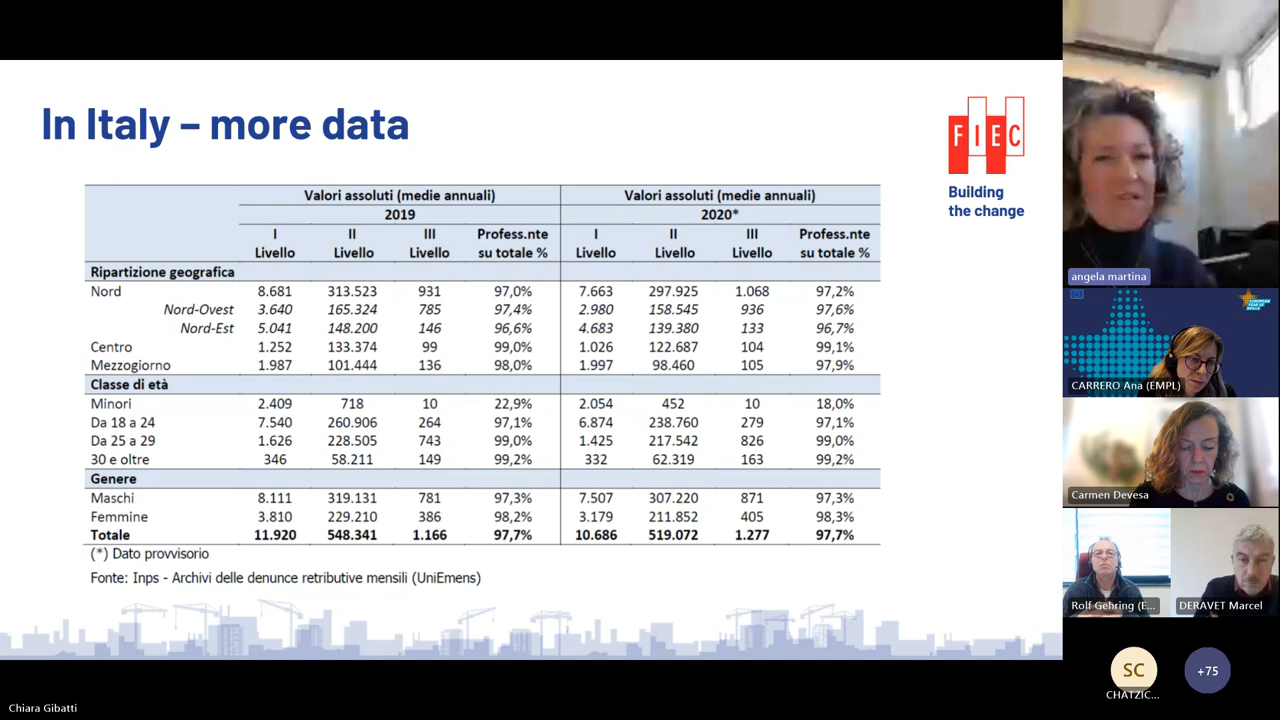 In Italy – more data
FIEC
Building
the change
Valori assoluti (medie annuali) Valori assoluti (medie annuali)
2019 2020*
I II III Profess.nte I II III Profess.nte
Livello Livello Livello su totale % Livello Livello Livello su totale %
Ripartizione geografica
Nord 8.681 313.523 931 97,0% 7.663 297.925 1.068 97,2%
Nord-Ovest 3.640 165.324 785 97,4% 2.980 158.545 936 97,6%
Nord-Est 5.041 148.200 146 96,6% 4.683 139.380 133 96,7%
Centro 1.252 133.374 99 99,0% 1.026 122.687 104 99,1%
Mezzogiorno 1.987 101.444 136 98,0% 1.997 98.460 105 97,9%
Classe di età
Minori 2.409 718 10 22,9% 2.054 452 10 18,0%
Da 18 a 24 7.540 260.906 264 97,1% 6.874 238.760 279 97,1%
Da 25 a 29 1.626 228.505 743 99,0% 1.425 217.542 826 99,0%
30 e oltre 346 58.211 149 99,2% 332 62.319 163 99,2%
Genere
Maschi 8.111 319.131 781 97,3% 7.507 307.220 871 97,3%
Femmine 3.810 229.210 386 98,2% 3.179 211.852 405 98,3%
Totale 11.920 548.341 1.166 97,7% 10.686 519.072 1.277 97,7%
(*) Dato provvisorio
Fonte: Inps - Archivi delle denunce retributive mensili (UniEmens)
angela martina
EUROPEAN
YEAR OF
SKILLS
CARRERO Ana (EMPL)
Carmen Devesa
Rolf Gehring (E...
DERAVET Marcel
SC
CHATZIC...
+75
Chiara Gibatti